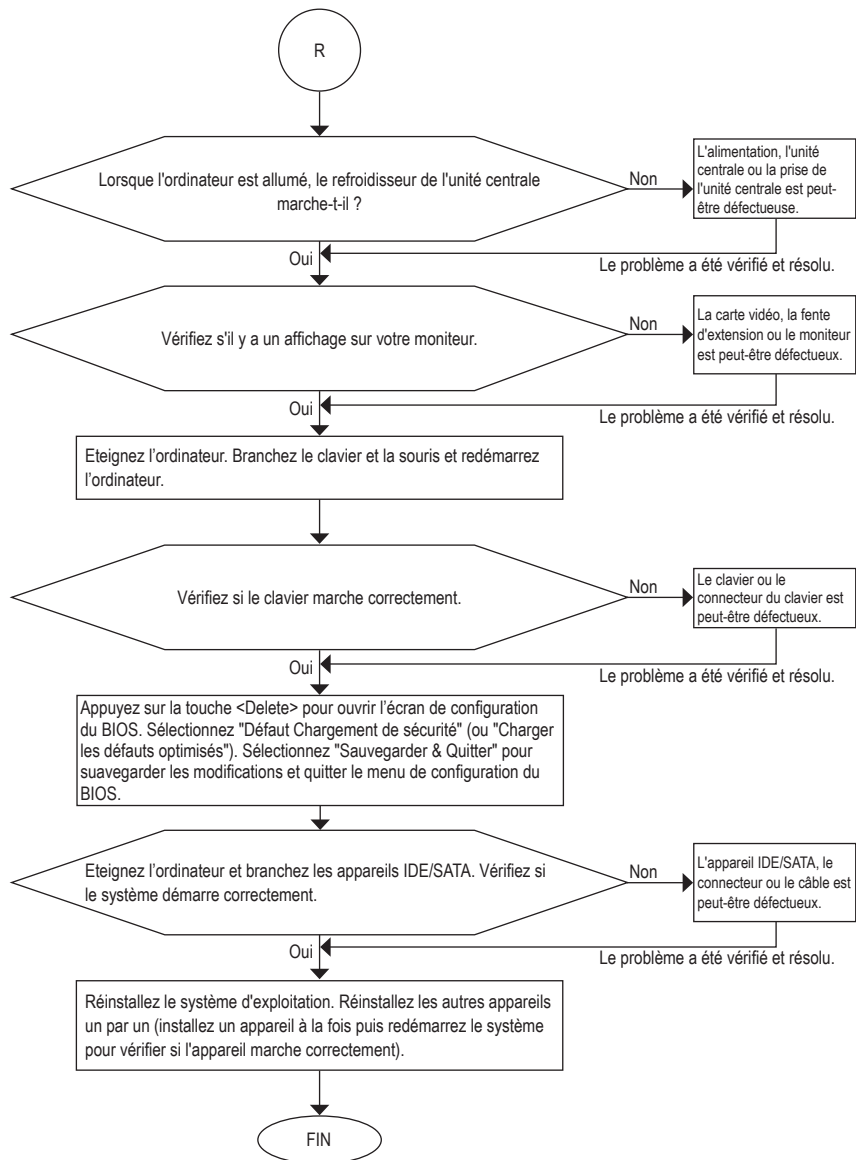 R
Lorsque l'ordinateur est allumé, le refroidisseur de l'unité centrale
marche-t-il ?
Non
L'alimentation, l'unité
centrale ou la prise de
l'unité centrale est peut-
être défectueuse.
Oui
Le problème a été vérifié et résolu.
Vérifiez s'il y a un affichage sur votre moniteur.
Non
La carte vidéo, la fente
d'extension ou le moniteur
est peut-être défectueux.
Oui
Le problème a été vérifié et résolu.
Eteignez l’ordinateur. Branchez le clavier et la souris et redémarrez
l’ordinateur.
Vérifiez si le clavier marche correctement.
Non
Le clavier ou le
connecteur du clavier est
peut-être défectueux.
Oui
Le problème a été vérifié et résolu.
Appuyez sur la touche <Delete> pour ouvrir l’écran de configuration
du BIOS. Sélectionnez "Défaut Chargement de sécurité" (ou "Charger
les défauts optimisés"). Sélectionnez "Sauvegarder & Quitter" pour
suavegarder les modifications et quitter le menu de configuration du
BIOS.
Eteignez l’ordinateur et branchez les appareils IDE/SATA. Vérifiez si
le système démarre correctement.
Non
L'appareil IDE/SATA, le
connecteur ou le câble est
peut-être défectueux.
Oui
Le problème a été vérifié et résolu.
Réinstallez le système d'exploitation. Réinstallez les autres appareils
un par un (installez un appareil à la fois puis redémarrez le système
pour vérifier si l'appareil marche correctement).
FIN